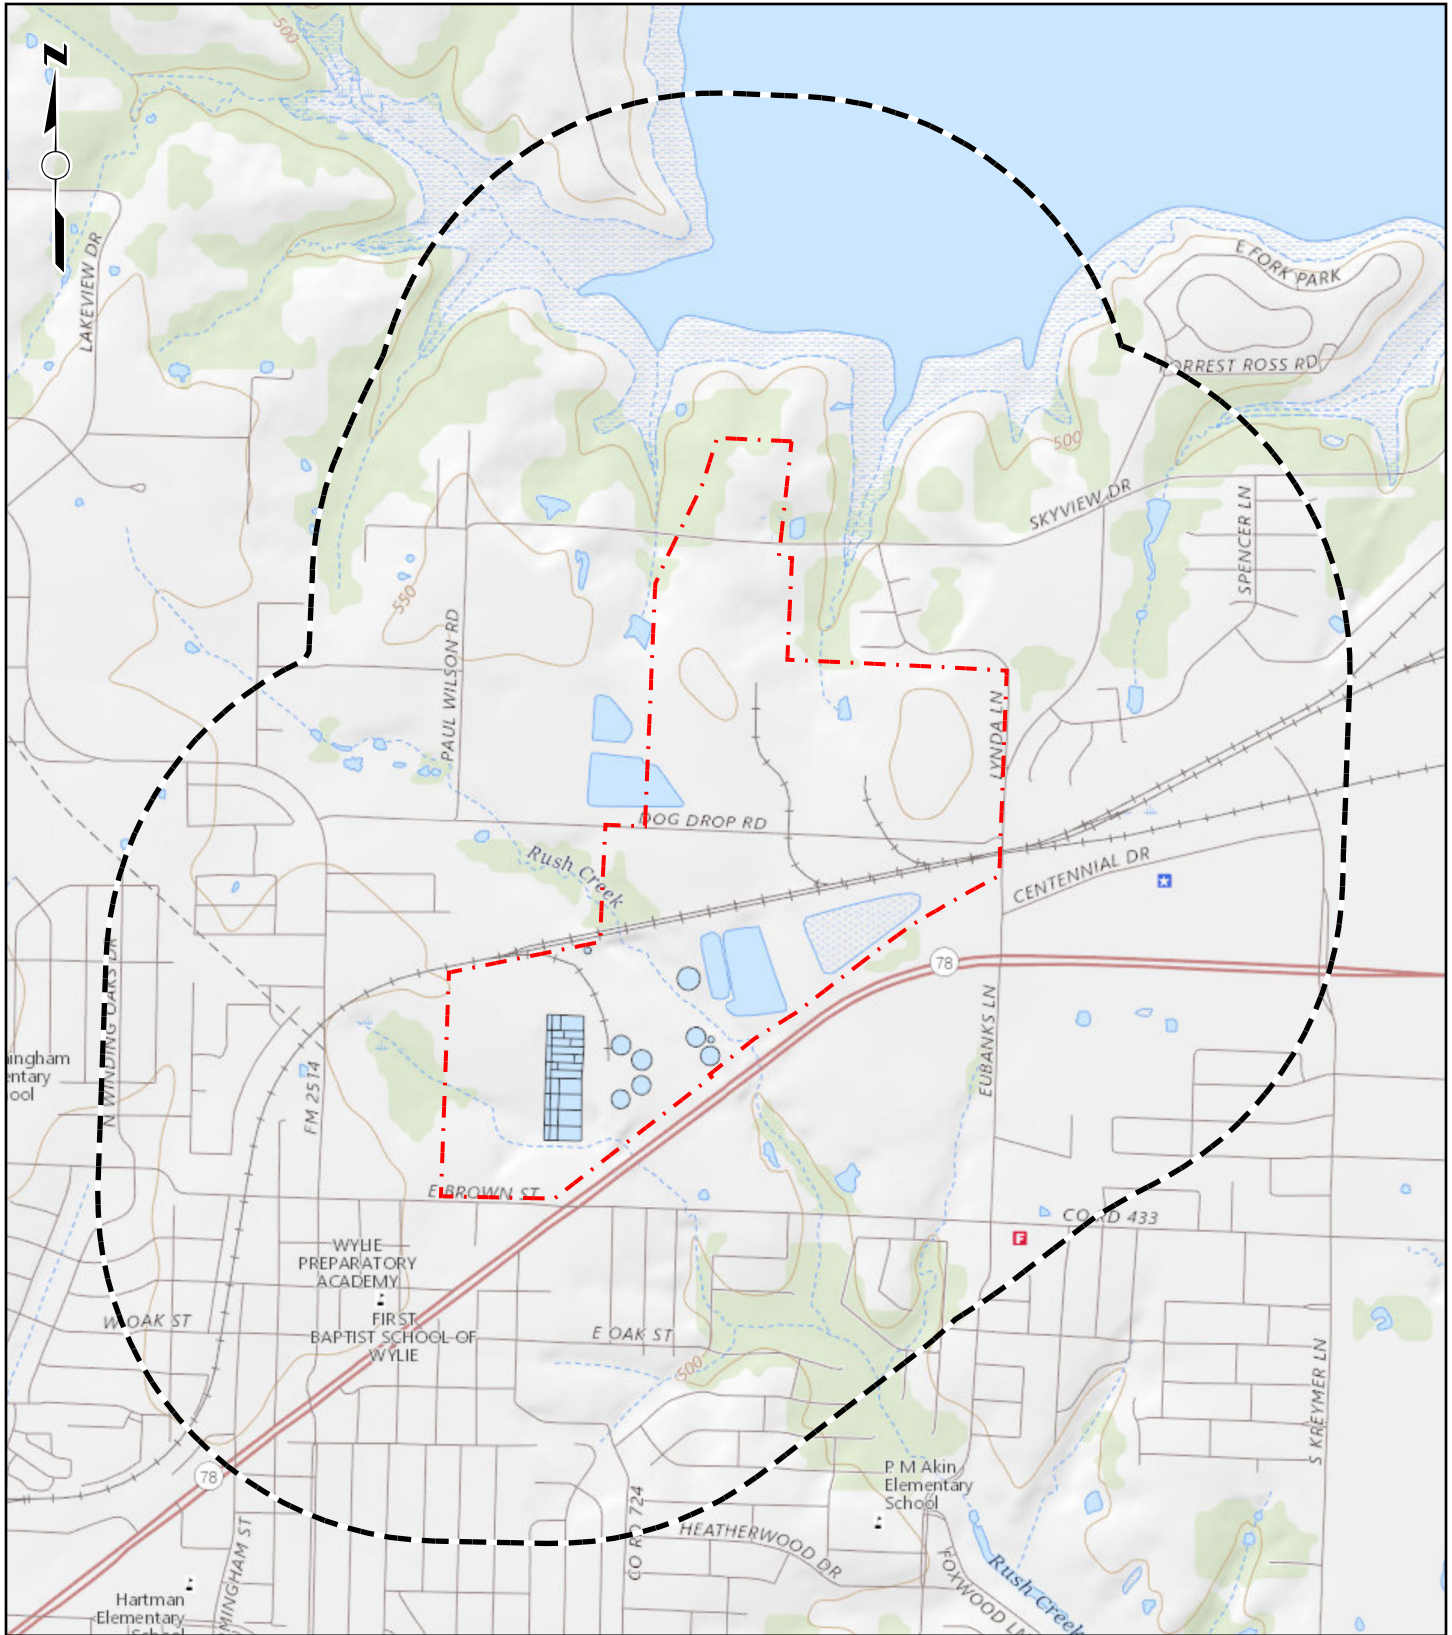 500
N
LAKEVIEW DR
E FORK PARK
FORREST ROSS RD
500
SKYVIEW DR
SPENCER LN
550
PAUL WILSON RD
LYNDA LN
DOG DROP RD
Rush Creek
CENTENNIAL DR
78
N WINDING OAKS DR
EUBANKS LN
ingham
entary
ool
FM 2514
E BROWN ST
CO RD 433
F
WYLIE
PREPARATORY
ACADEMY
FIRST
BAPTIST SCHOOL OF
WYLIE
W OAK ST
E OAK ST
500
S KREYMER LN
78
P M Akin
Elementary
School
CO RD 724
HEATHERWOOD DR
FOXWOOD LN
Rush Creek
MINGHAM ST
Hartman
Elementary
School